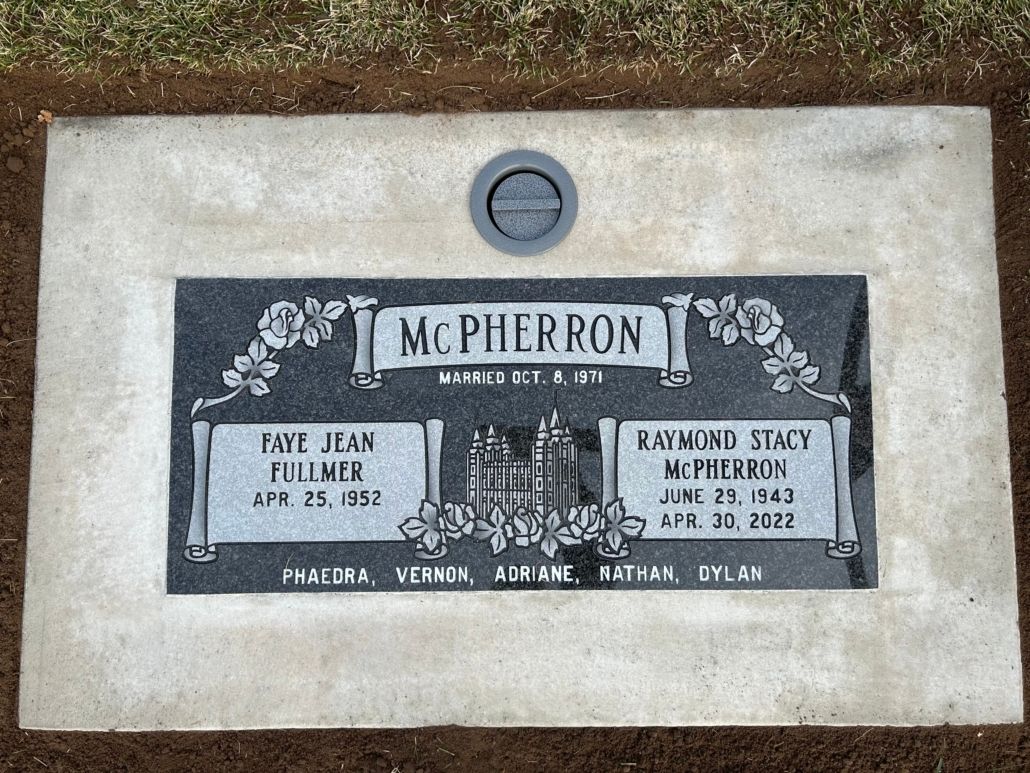 McPHERRON
MARRIED OCT. 8, 1971
FAYE JEAN
FULLMER
APR. 25, 1952
RAYMOND STACY
McPHERRON
JUNE 29, 1943
APR. 30, 2022
PHAEDRA, VERNON, ADRIANE, NATHAN, DYLAN